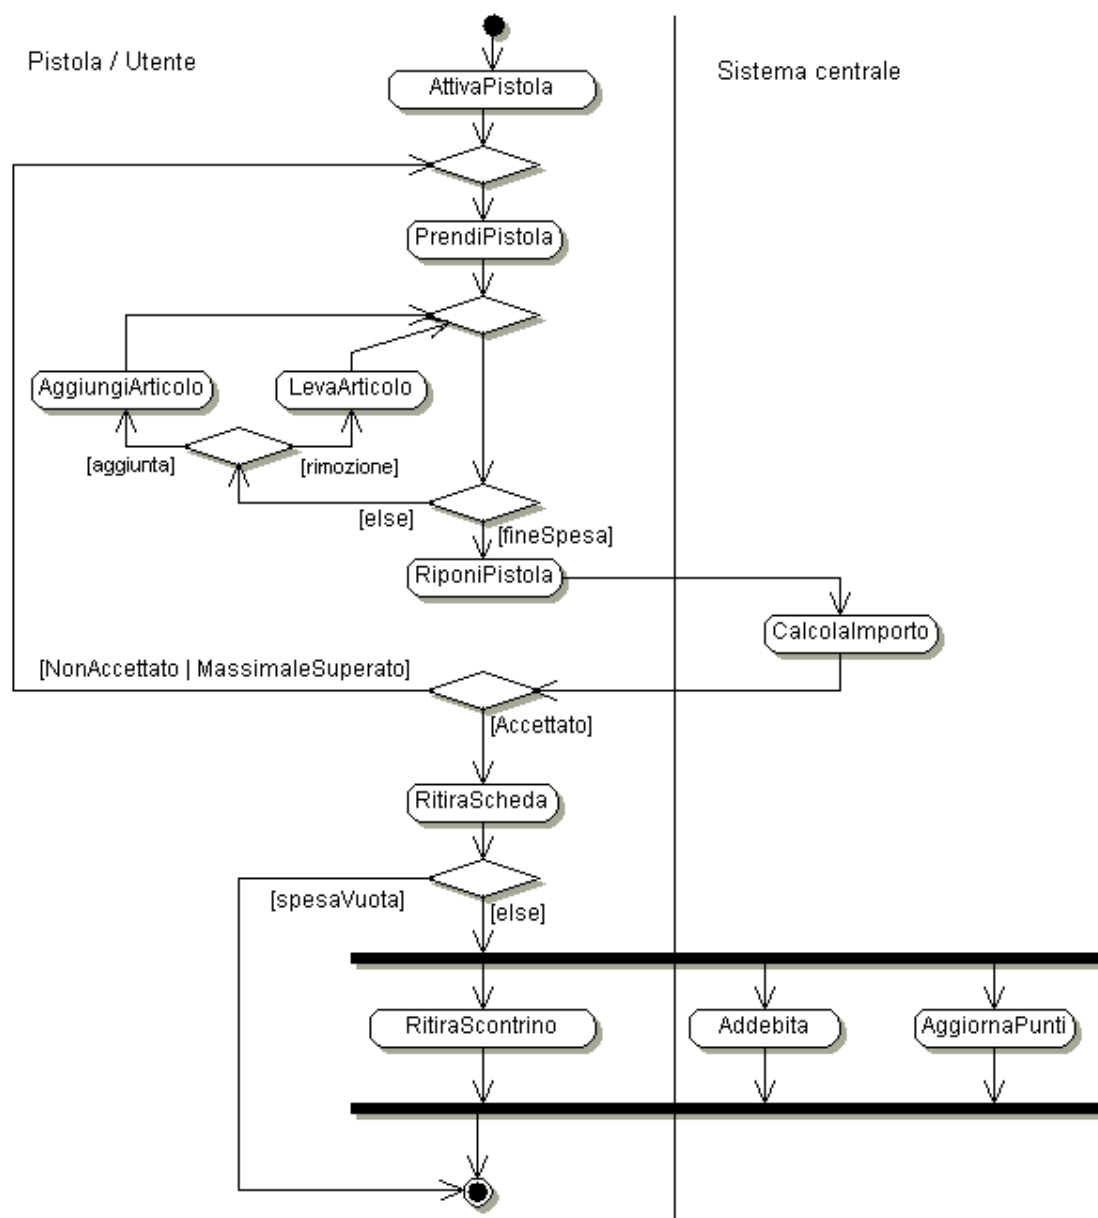 Pistola / Utente
Sistema centrale
AttivaPistola
PrendiPistola
AggiungiArticolo
LevaArticolo
[aggiunta]
[rimozione]
[else]
[fineSpesa]
RiponiPistola
CalcolaImporto
[NonAccettato | MassimaleSuperato]
[Accettato]
RitiraScheda
[spesaVuota]
[else]
RitiraScontrino
Addebita
AggiornaPunti